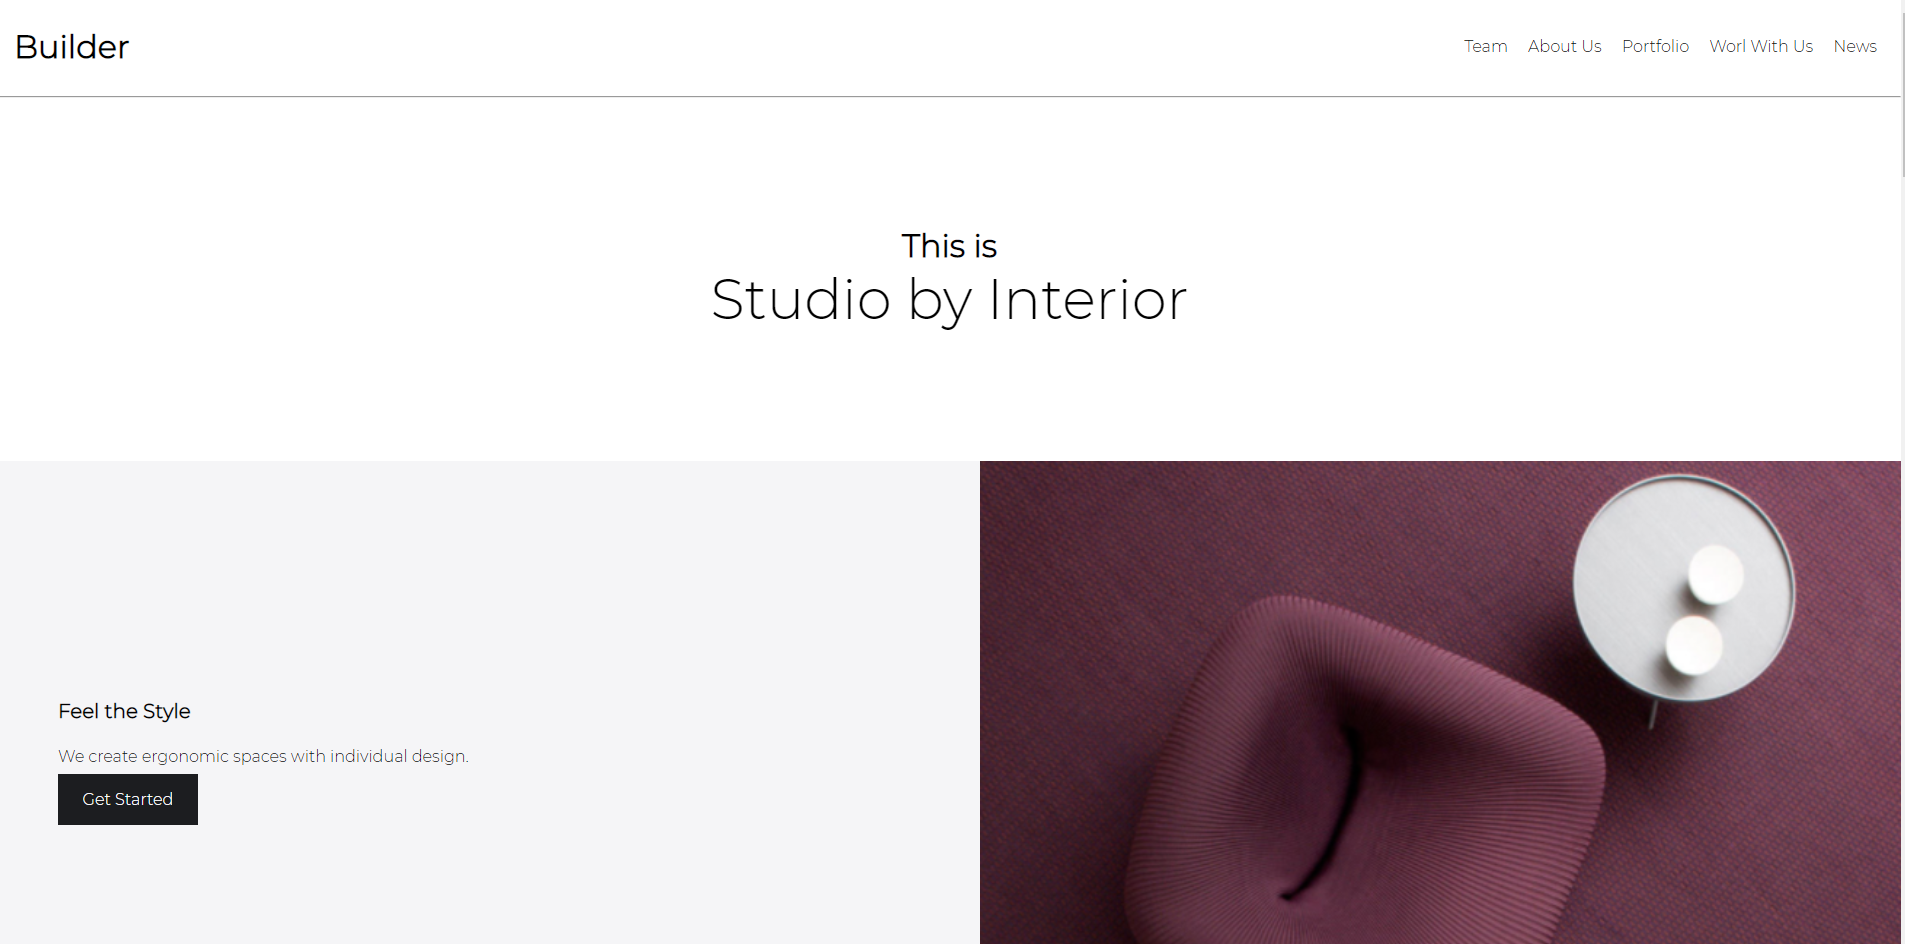 Builder
Team About Us Portfolio Worl With Us News
This is
Studio by Interior
Feel the Style
We create ergonomic spaces with individual design.
Get Started